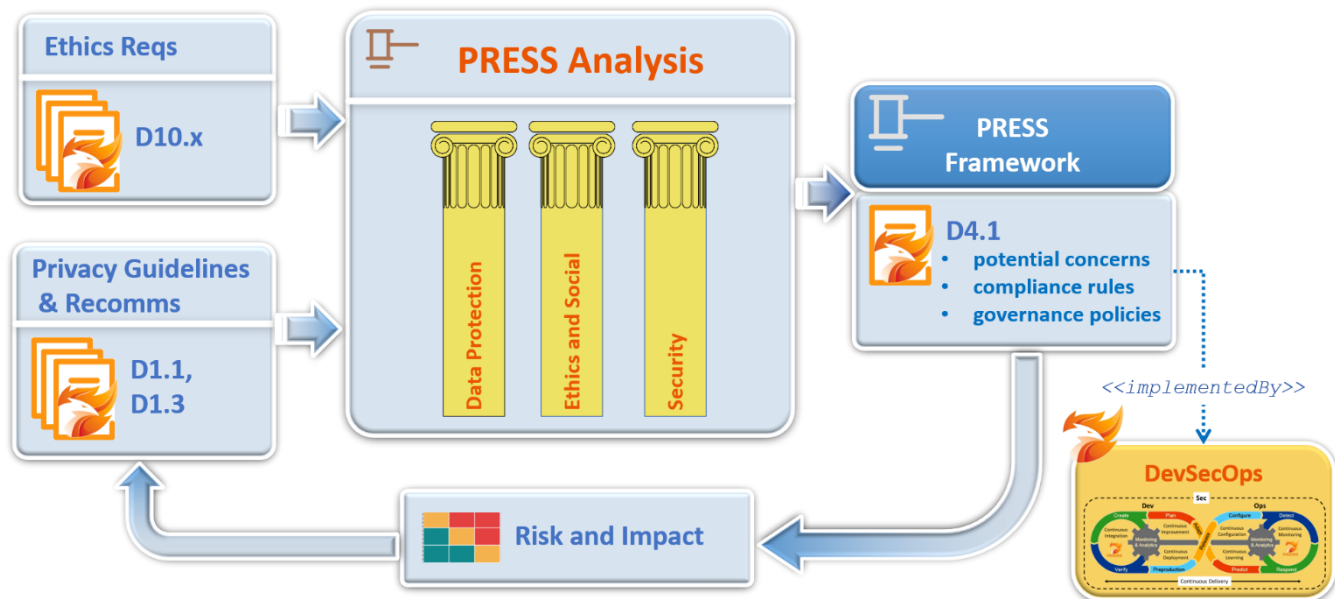 Ethics Reqs
D10.x
Privacy Guidelines
& Recomms
D1.1,
D1.3
PRESS Analysis
Data Protection
Ethics and Social
Security
PRESS
Framework
D4.1
• potential concerns
• compliance rules
• governance policies
<<implementedBy>>
Risk and Impact
DevSecOps
Sec
Dev
Ops
Create
Plan
Configure
Detect
Continuous
Integration
Continuous
Improvement
Monitoring
& Analytics
Continuous
Deployment
Continuous
Configuration
Continuous
Learning
Monitoring
& Analytics
Continuous
Monitoring
Verify
Preproduction
Predict
Respond
Continuous Delivery